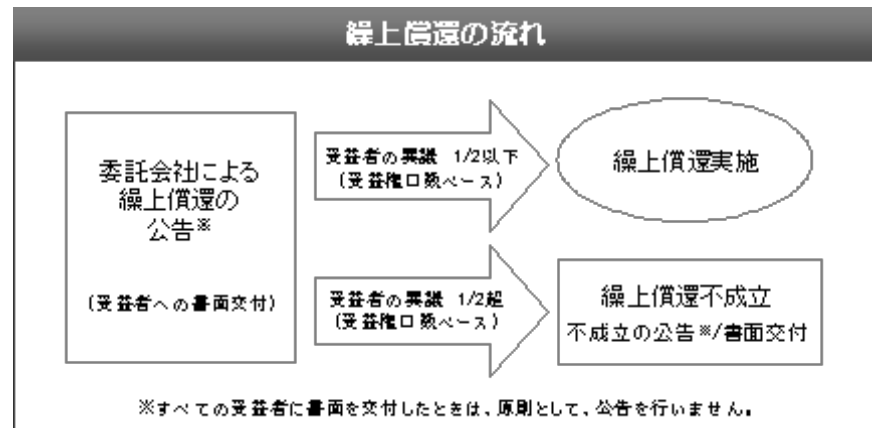 繰上償還の流れ
委託会社による
繰上償還の
公告※
(受益者への書面交付)
受益者の異議 1/2以下
(受益権口数ベース)
繰上償還実施
受益者の異議 1/2超
(受益権口数ベース)
繰上償還不成立
不成立の公告※/書面交付
※すべての受益者に書面を交付したときは、原則として、公告を行いません。